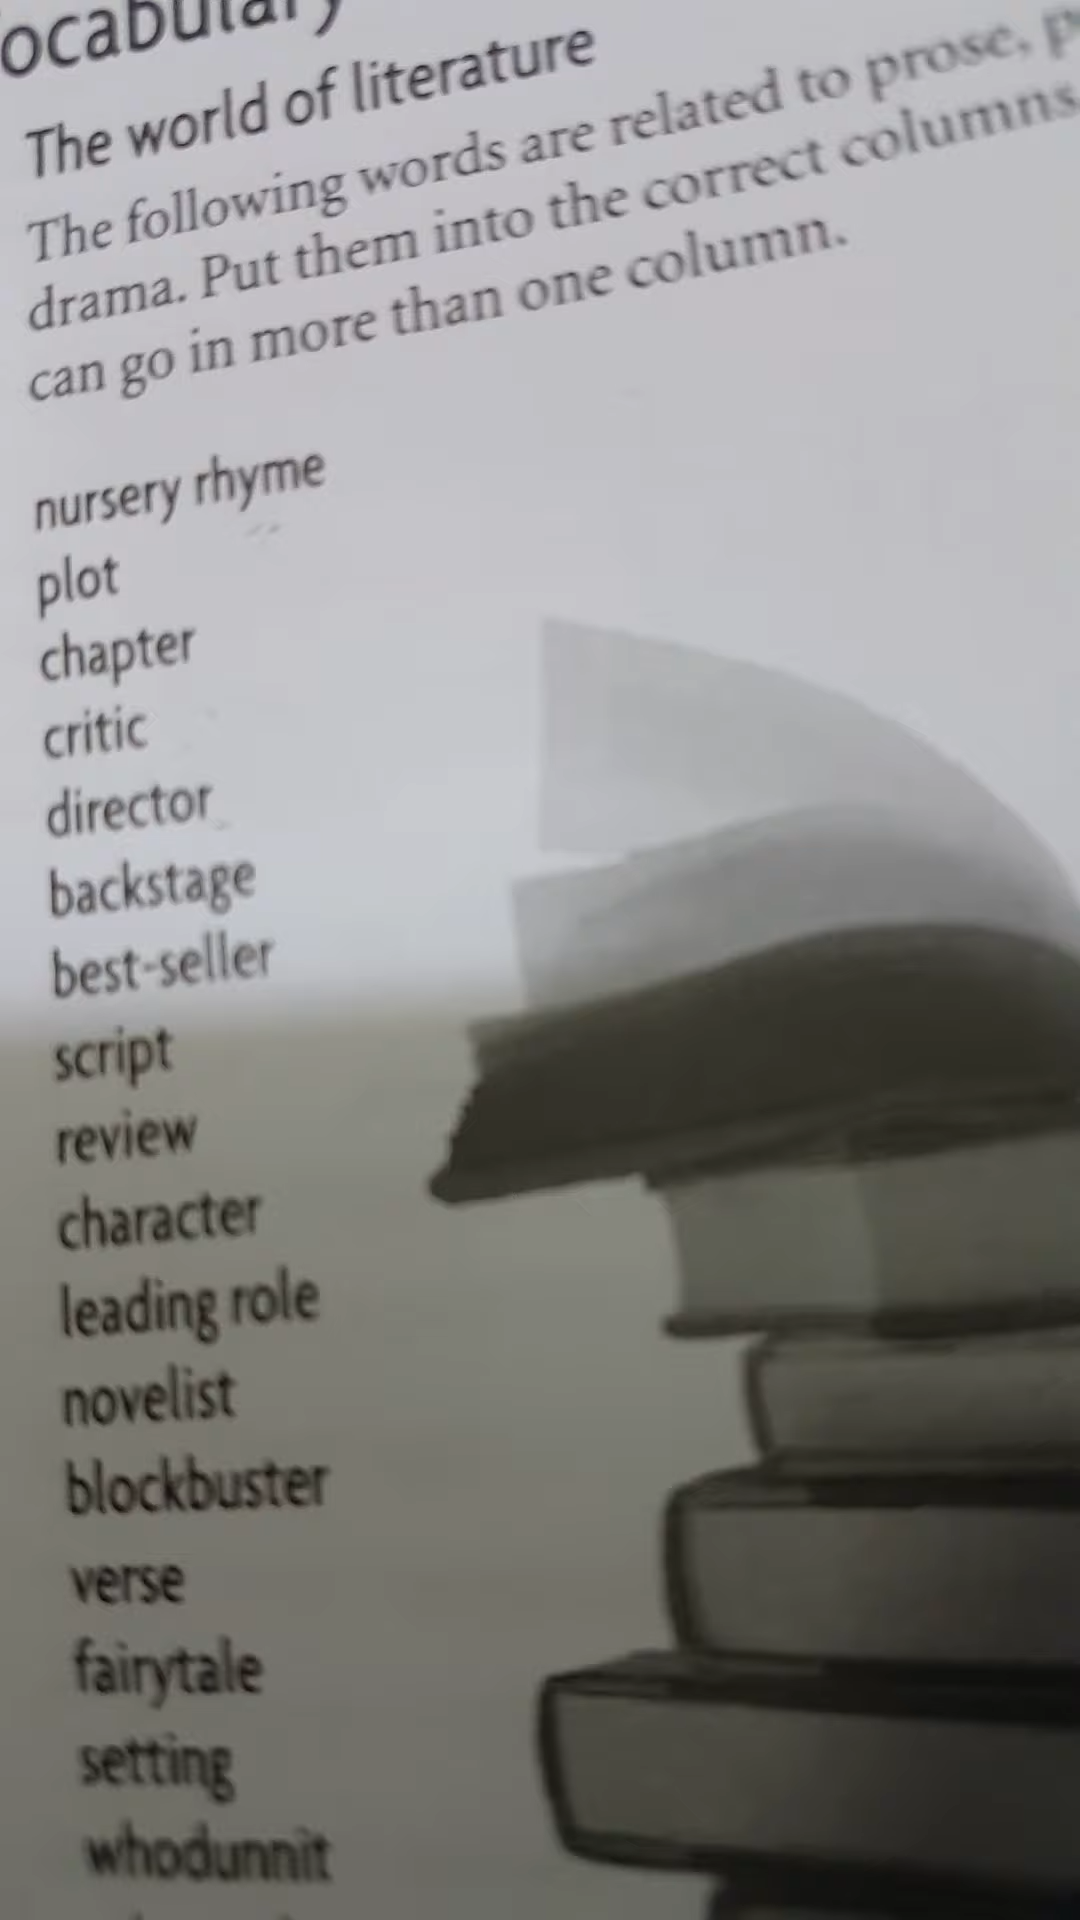 The world of literature
The following words are related to prose,
drama. Put them into the correct columns.
can go in more than one column.
nursery rhyme
plot
chapter
critic
director
backstage
best-seller
script
review
character
leading role
novelist
blockbuster
verse
fairytale
setting
whodunnit